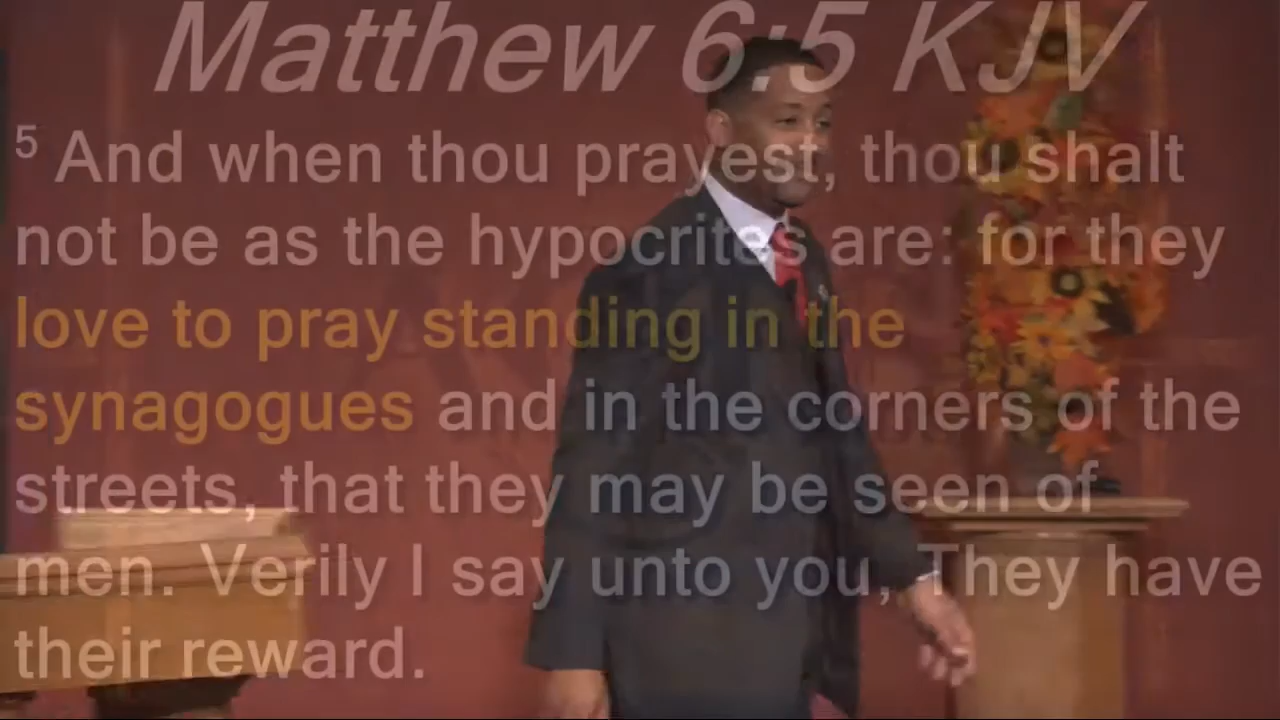 Matthew 6:5 KJV
5 And when thou prayest, thou shalt
not be as the hypocrites are: for they
love to pray standing in the
synagogues and in the corners of the
streets, that they may be seen of
men. Verily I say unto you, They have
their reward.